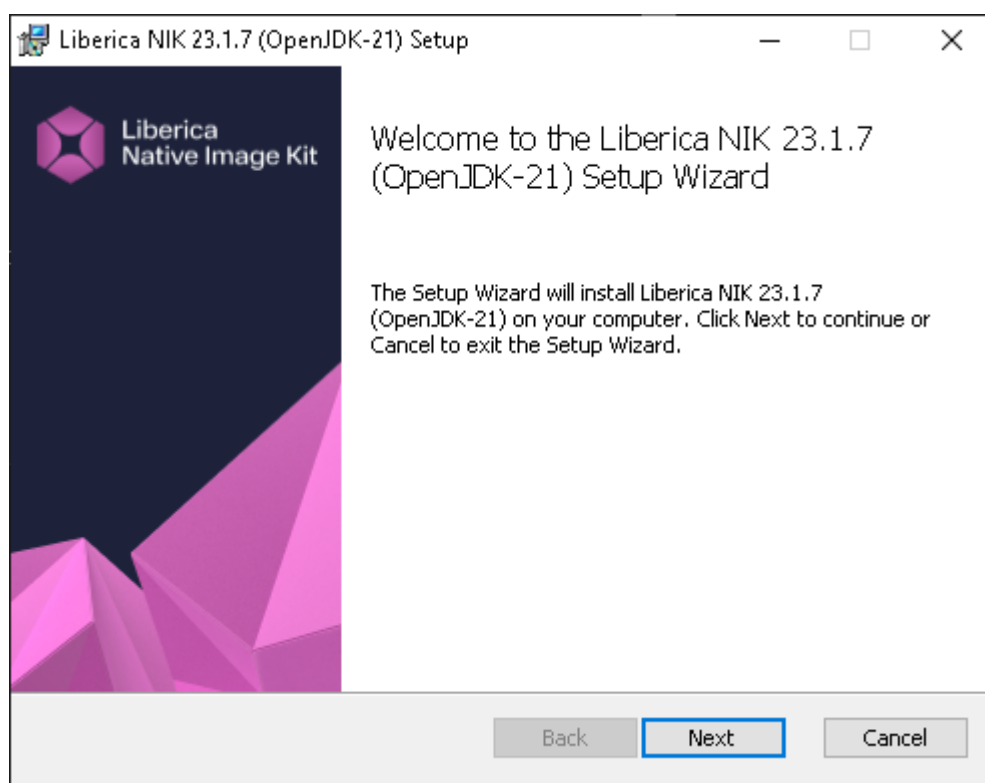 Liberica NIK 23.1.7 (OpenJDK-21) Setup
Liberica
Native Image Kit
Welcome to the Liberica NIK 23.1.7
(OpenJDK-21) Setup Wizard
The Setup Wizard will install Liberica NIK 23.1.7
(OpenJDK-21) on your computer. Click Next to continue or
Cancel to exit the Setup Wizard.
Back
Next
Cancel